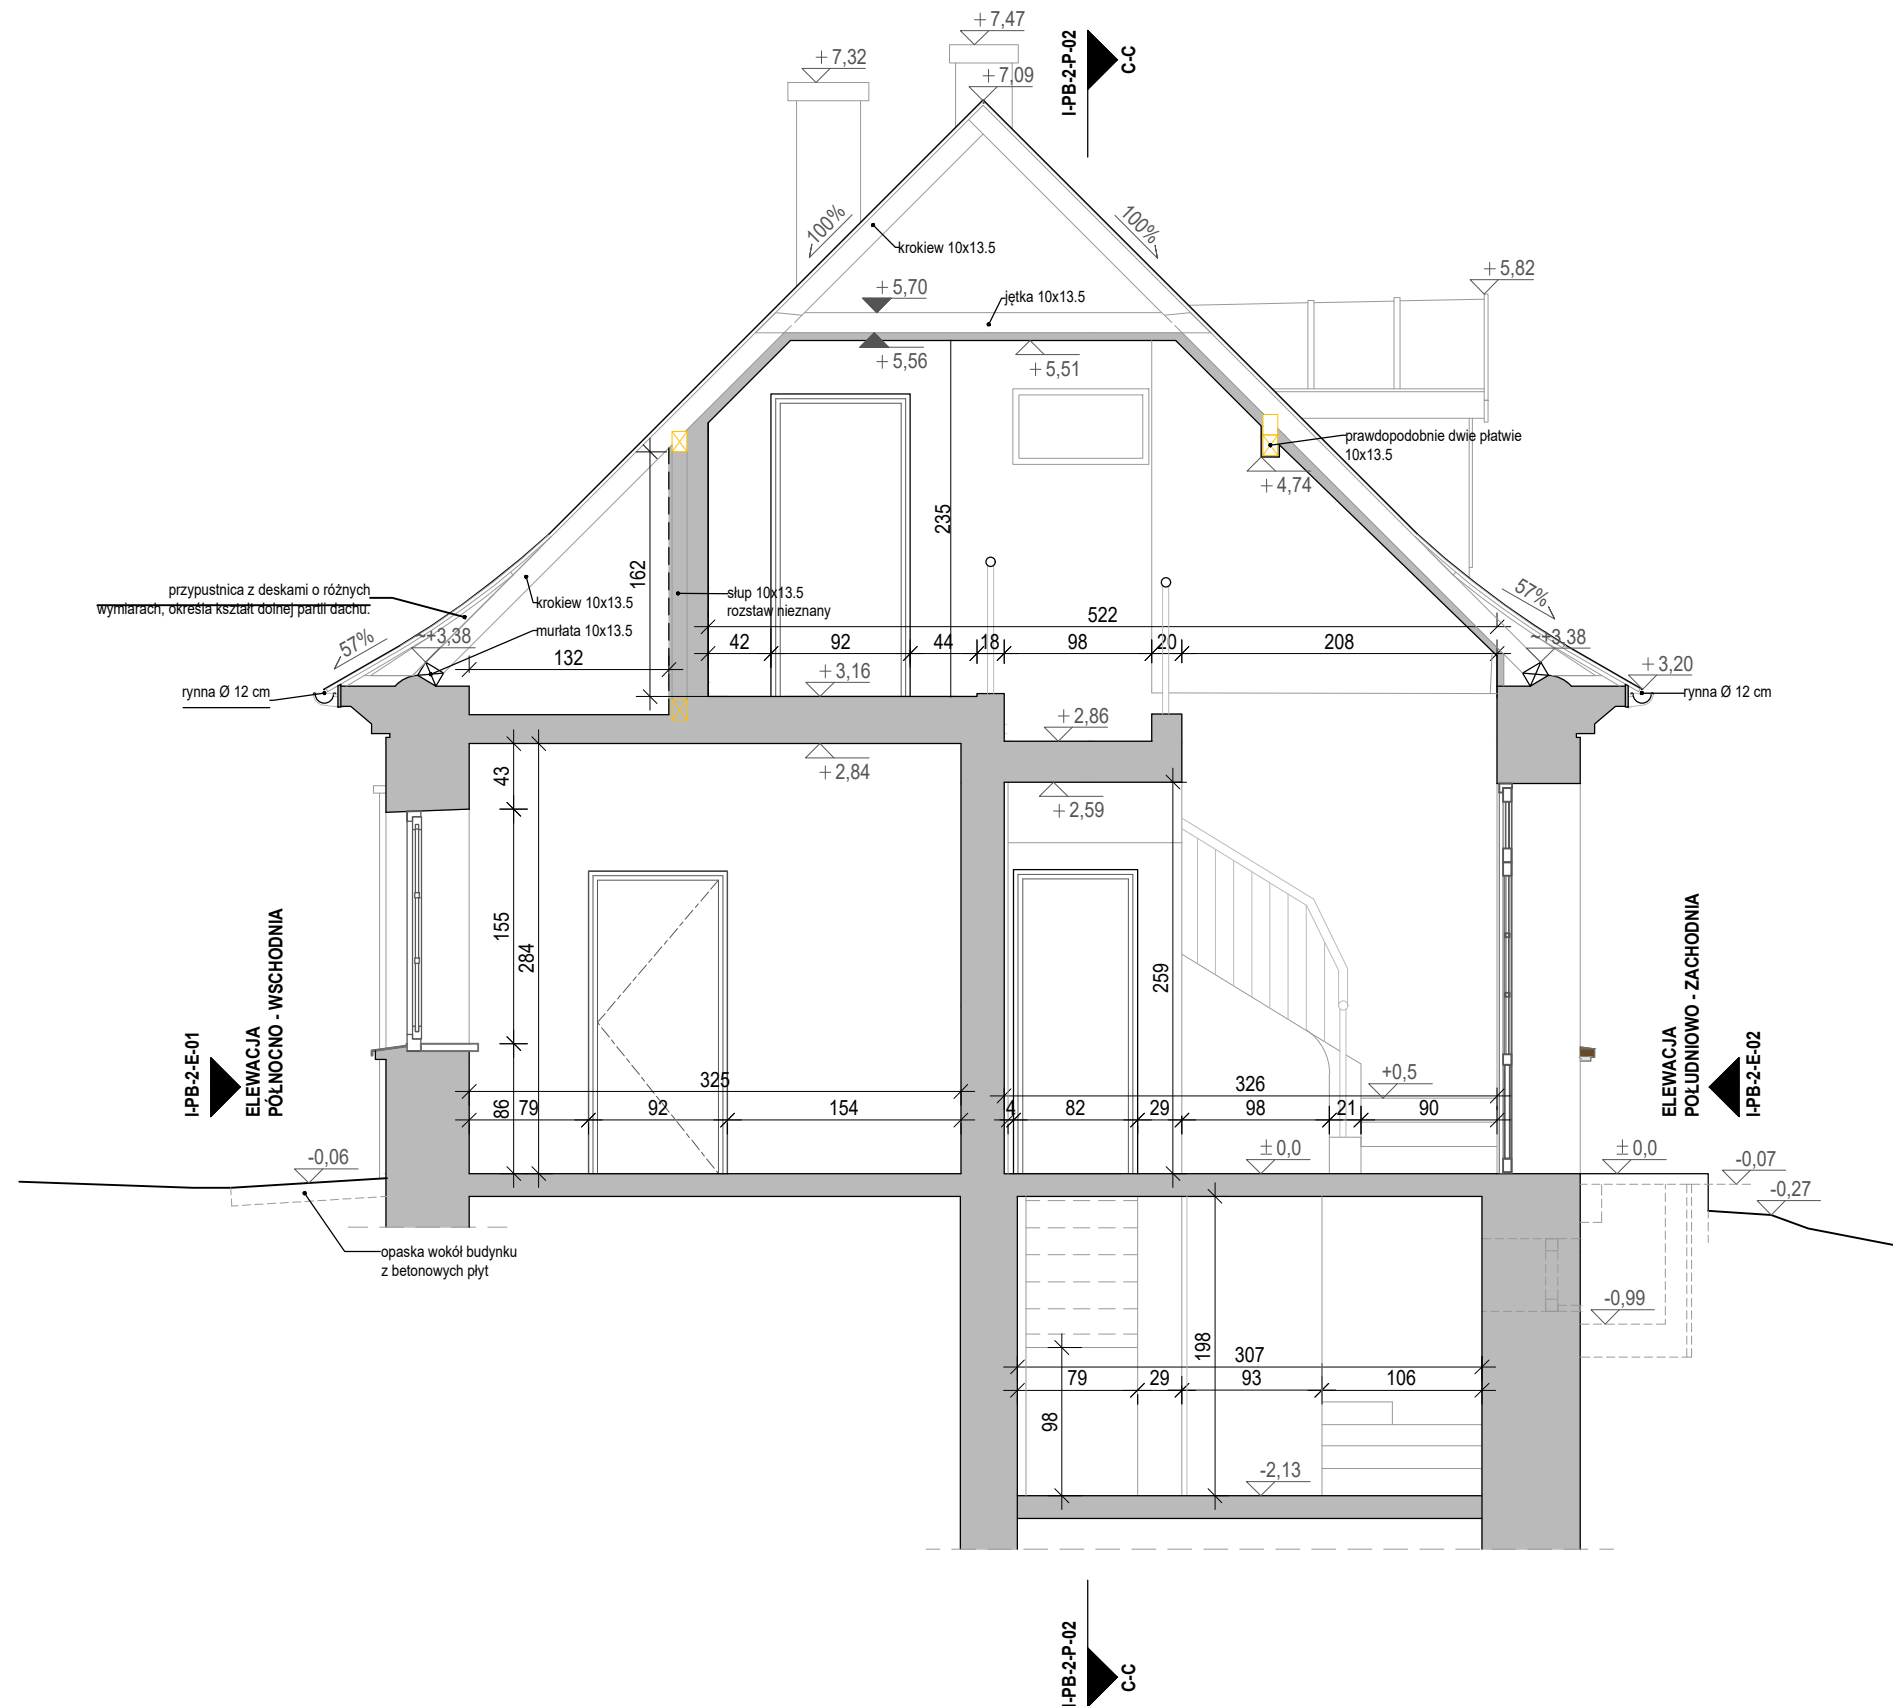 +7,47
+7,32
+7,09
I-PB-2-P-02
C-C
100%
100%
krokiew 10x13.5
+5,82
+5,70
jętka 10x13.5
+5,56
+5,51
prawdopodobnie dwie płatwie
10x13.5
+4,74
235
162
przypustnica z deskami o różnych
wymiarach, określa kształt dolnej partii dachu.
krokiew 10x13.5
słup 10x13.5
rozstaw nieznany
murłata 10x13.5
57%
57%
~+3,38
~+3,38
522
42
92
44
18
98
20
208
132
+3,16
+3,20
rynna Ø 12 cm
rynna Ø 12 cm
+2,86
+2,84
+2,59
43
155
284
259
86
I-PB-2-E-01
ELEWACJA
PÓŁNOCNO - WSCHODNIA
ELEWACJA
POŁUDNIOWO - ZACHODNIA
I-PB-2-E-02
325
79
92
154
326
4
82
29
98
21
90
+0,5
-0,06
±0,0
±0,0
-0,07
-0,27
opaska wokół budynku
z betonowych płyt
-0,99
198
307
79
29
93
106
98
-2,13
I-PB-2-P-02
C-C